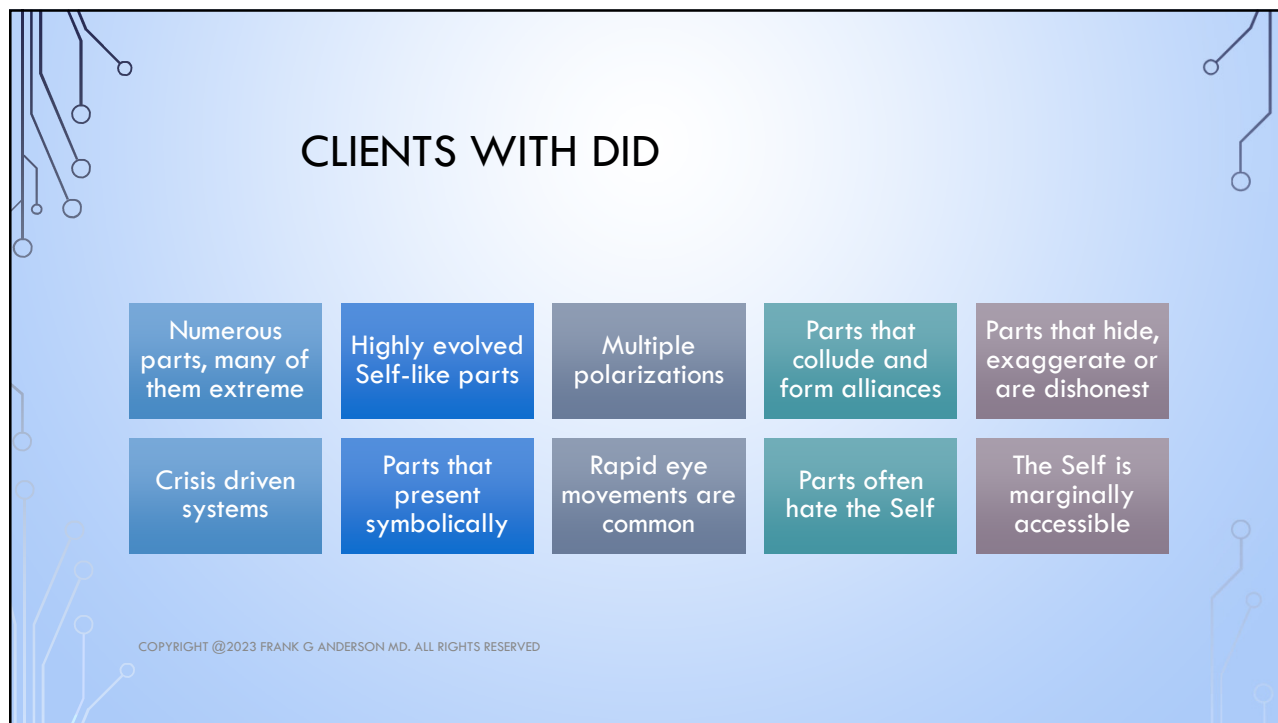 CLIENTS WITH DID
Numerous
parts, many of
them extreme
Highly evolved
Self-like parts
Multiple
polarizations
Parts that
collude and
form alliances
Parts that hide,
exaggerate or
are dishonest
Crisis driven
systems
Parts that
present
symbolically
Rapid eye
movements are
common
Parts often
hate the Self
The Self is
marginally
accessible
COPYRIGHT @2023 FRANK G ANDERSON MD. ALL RIGHTS RESERVED